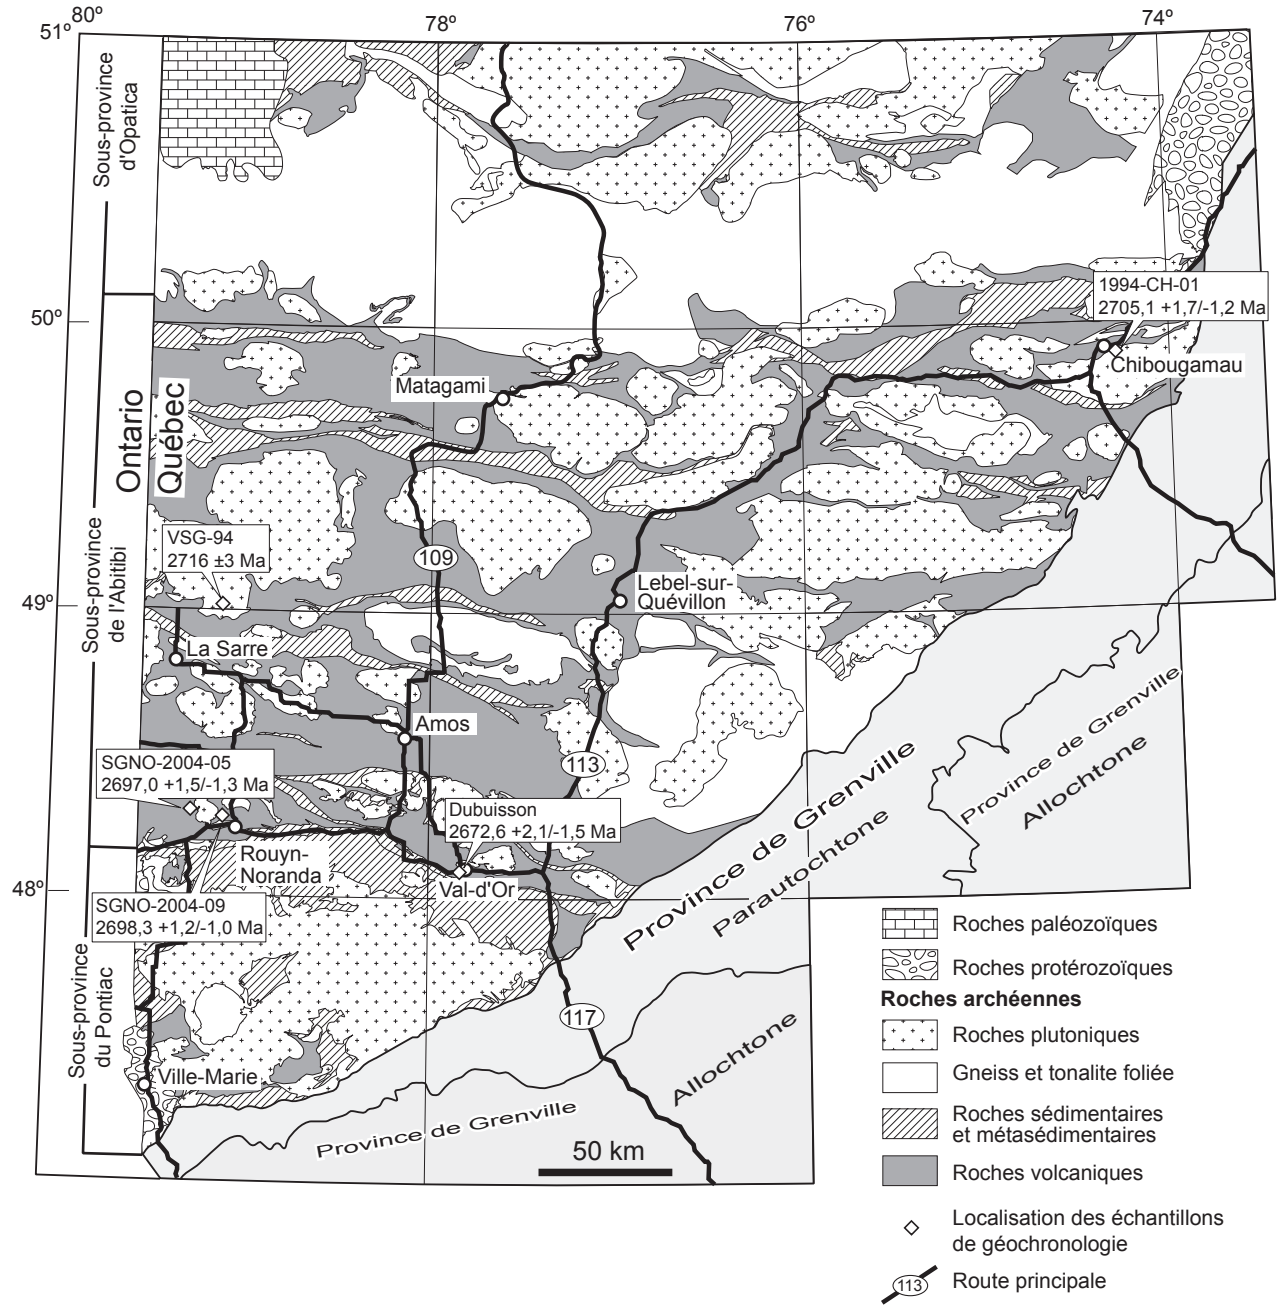 80º
78º
76º
74º
51º
50º
49º
48º
Sous-province
d'Opatica
Sous-province
de l'Abitibi
Sous-province
du Pontiac
Ontario
Québec
1994-CH-01
2705,1 +1,7/-1,2 Ma
Chibougamau
Matagami
VSG-94
2716 ±3 Ma
109
Lebel-sur-
Quévillon
La Sarre
Amos
SGNO-2004-05
2697,0 +1,5/-1,3 Ma
113
Dubuisson
2672,6 +2,1/-1,5 Ma
Rouyn-
Noranda
Val-d'Or
SGNO-2004-09
2698,3 +1,2/-1,0 Ma
117
Ville-Marie
Province de Grenville
Parautochtone
Province de Grenville
Allochtone
Province de Grenville
Allochtone
50 km
Roches paléozoïques
Roches protérozoïques
Roches archéennes
Roches plutoniques
Gneiss et tonalite foliée
Roches sédimentaires
et métasédimentaires
Roches volcaniques
Localisation des échantillons
de géochronologie
113
Route principale